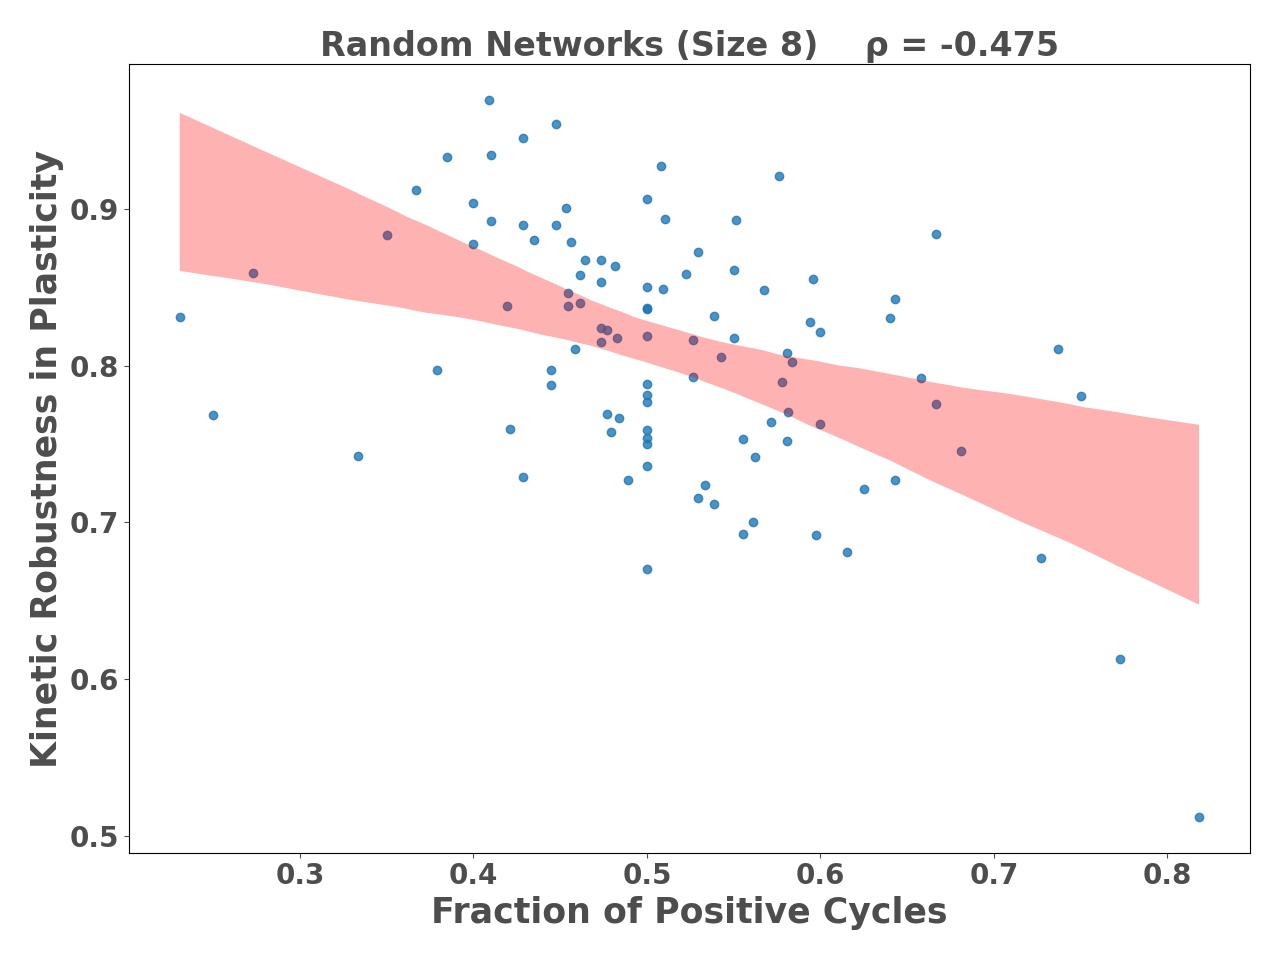 Random Networks (Size 8)    ρ = -0.475
Kinetic Robustness in Plasticity
0.9
0.8
0.7
0.6
0.5
0.3 0.4 0.5 0.6 0.7 0.8
Fraction of Positive Cycles